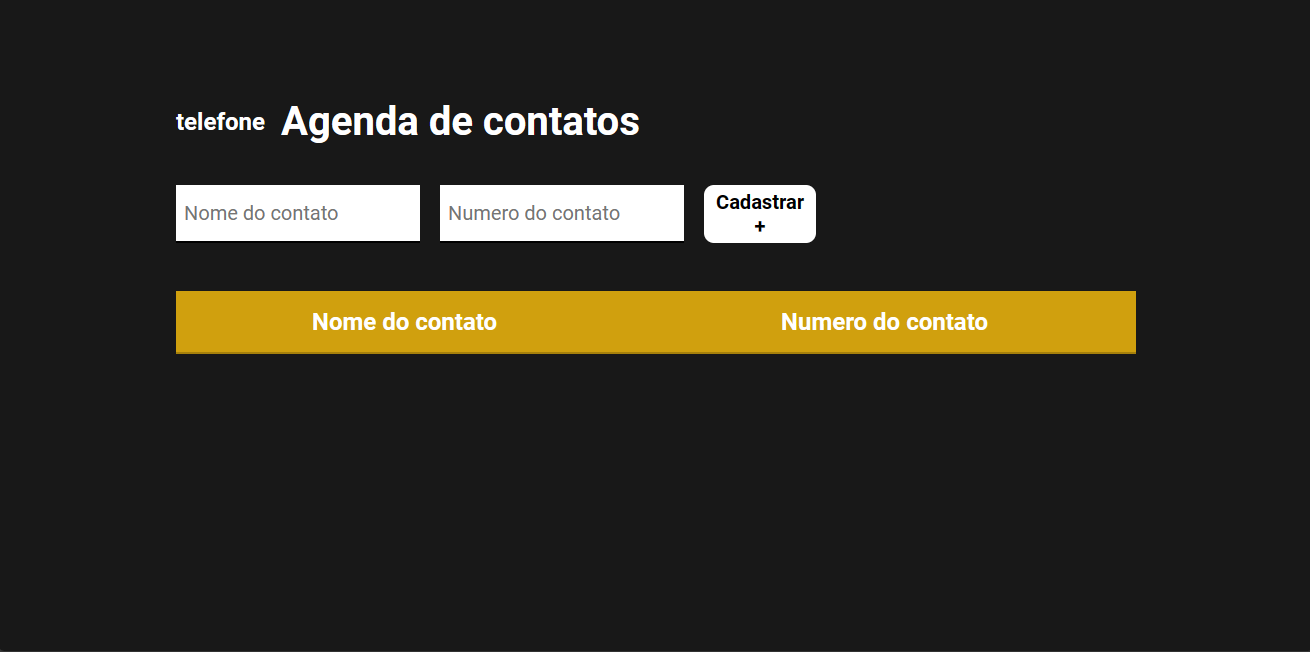 telefone Agenda de contatos
Nome do contato Numero do contato Cadastrar
+
Nome do contato Numero do contato